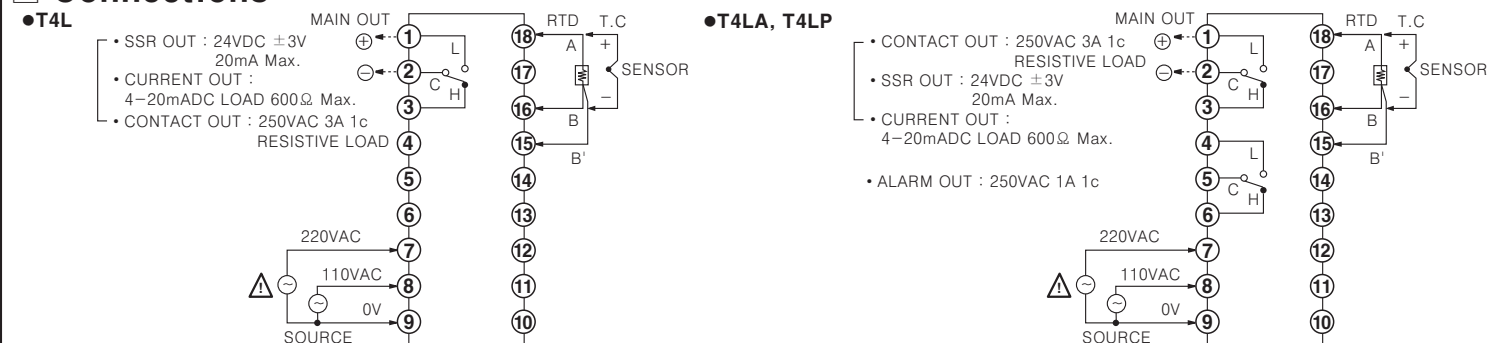 Connections
●T4L
• SSR OUT : 24VDC ±3V
20mA Max.
• CURRENT OUT :
4-20mADC LOAD 600Ω Max.
• CONTACT OUT : 250VAC 3A 1c
RESISTIVE LOAD
MAIN OUT
+
−
1
2
3
4
5
6
7
8
9
L
C
H
220VAC
110VAC
0V
SOURCE
18
17
16
15
14
13
12
11
10
RTD
T.C
A
B
B'
+
−
SENSOR
●T4LA, T4LP
• CONTACT OUT : 250VAC 3A 1c
RESISTIVE LOAD
• SSR OUT : 24VDC ±3V
20mA Max.
• CURRENT OUT :
4-20mADC LOAD 600Ω Max.
• ALARM OUT : 250VAC 1A 1c
MAIN OUT
+
−
1
2
3
4
5
6
7
8
9
L
C
H
L
C
H
220VAC
110VAC
0V
SOURCE
18
17
16
15
14
13
12
11
10
RTD
T.C
A
B
B'
+
−
SENSOR